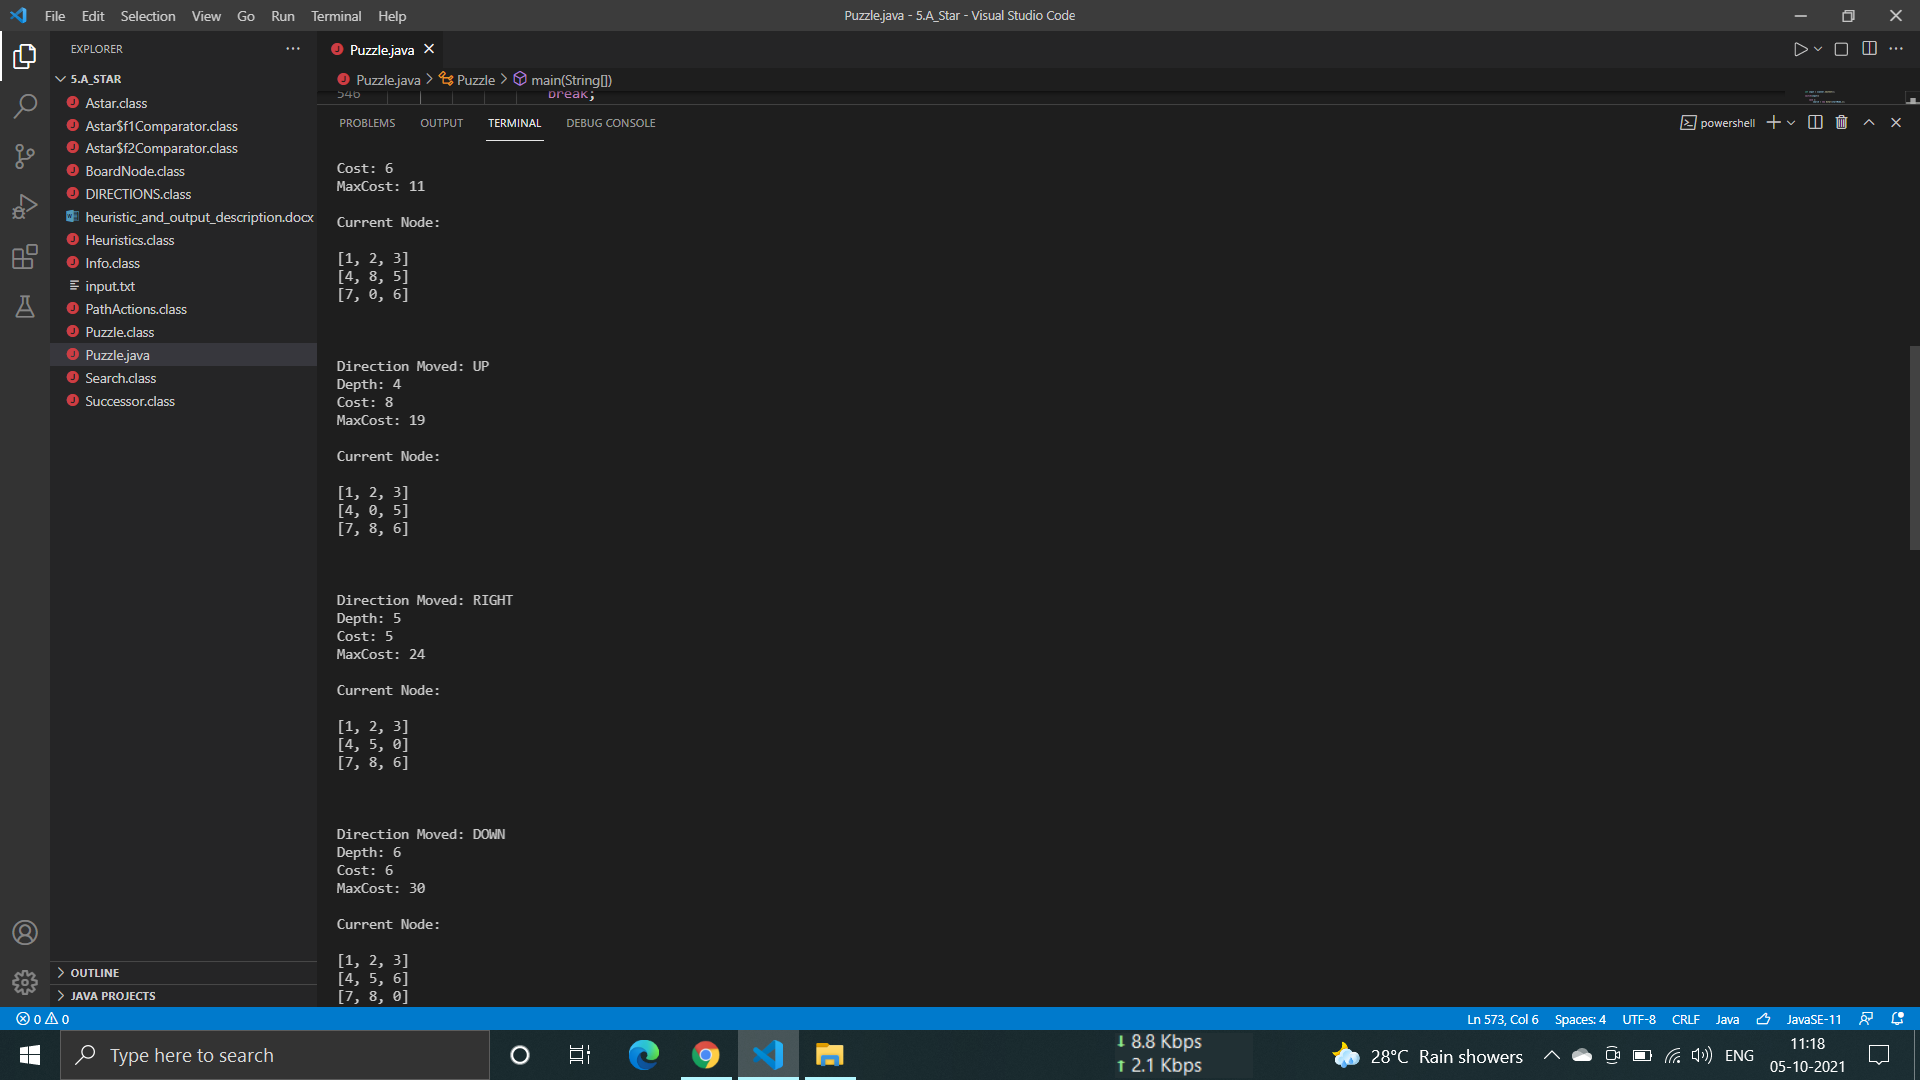 File Edit Selection View Go Run Terminal Help
Puzzle.java - 5.A_Star - Visual Studio Code
EXPLORER
5.A_STAR
Astar.class
Astar$f1Comparator.class
Astar$f2Comparator.class
BoardNode.class
DIRECTIONS.class
heuristic_and_output_description.docx
Heuristics.class
Info.class
input.txt
PathActions.class
Puzzle.class
Puzzle.java
Search.class
Successor.class
OUTLINE
JAVA PROJECTS
Puzzle.java
Puzzle.java > Puzzle > main(String[])
546 break;
PROBLEMS OUTPUT TERMINAL DEBUG CONSOLE
powershell
Cost: 6
MaxCost: 11
Current Node:
[1, 2, 3]
[4, 8, 5]
[7, 0, 6]
Direction Moved: UP
Depth: 4
Cost: 8
MaxCost: 19
Current Node:
[1, 2, 3]
[4, 0, 5]
[7, 8, 6]
Direction Moved: RIGHT
Depth: 5
Cost: 5
MaxCost: 24
Current Node:
[1, 2, 3]
[4, 5, 0]
[7, 8, 6]
Direction Moved: DOWN
Depth: 6
Cost: 6
MaxCost: 30
Current Node:
[1, 2, 3]
[4, 5, 6]
[7, 8, 0]
0 0
Ln 573, Col 6 Spaces: 4 UTF-8 CRLF Java JavaSE-11
Type here to search
8.8 Kbps
2.1 Kbps
28°C Rain showers
ENG
11:18
05-10-2021